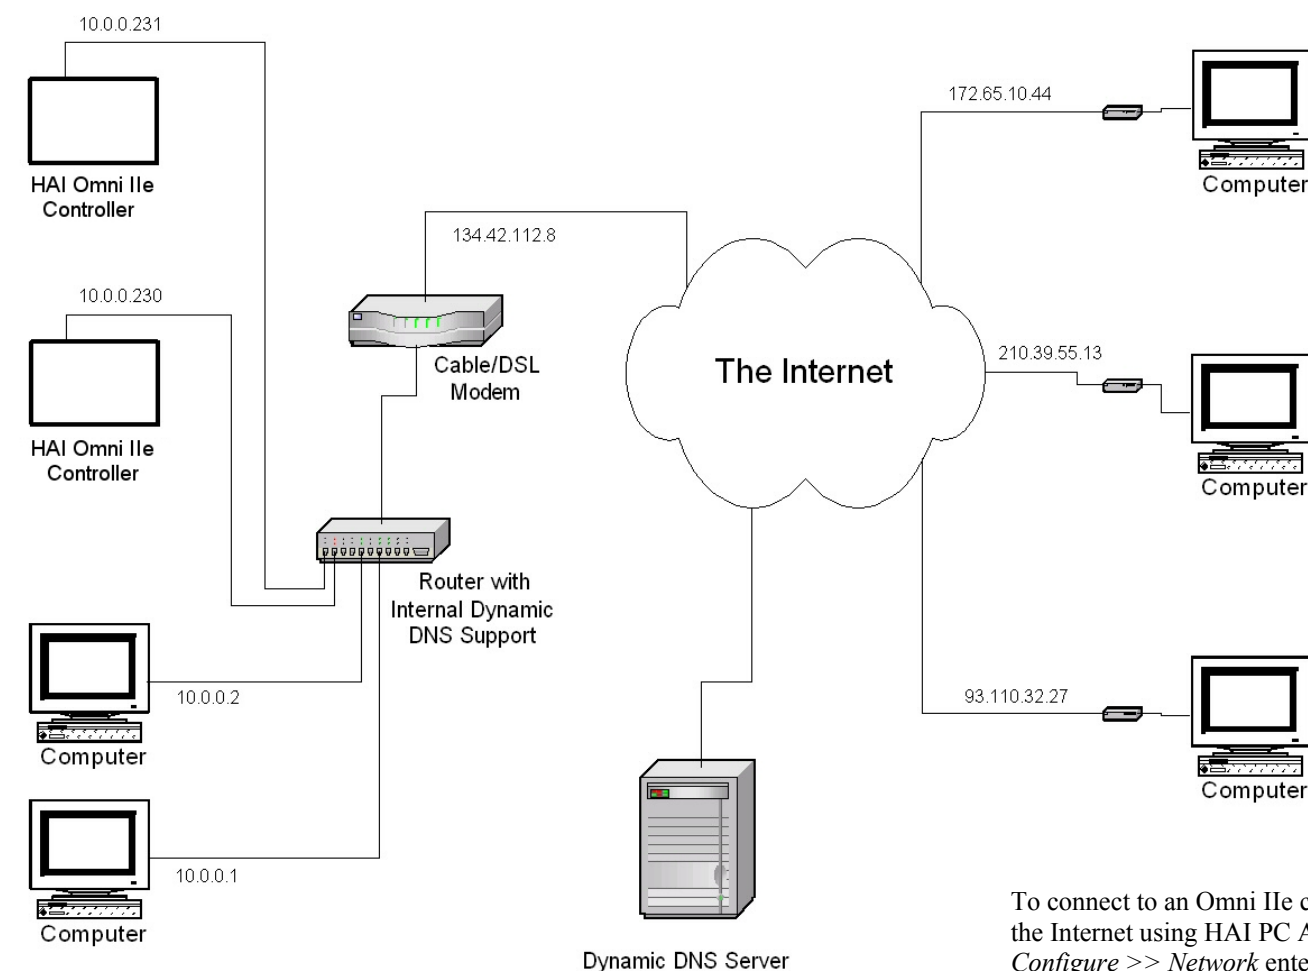 10.0.0.231
HAI Omni IIe
Controller
10.0.0.230
HAI Omni IIe
Controller
134.42.112.8
Cable/DSL
Modem
Router with
Internal Dynamic
DNS Support
10.0.0.2
Computer
10.0.0.1
Computer
The Internet
Dynamic DNS Server
172.65.10.44
Computer
210.39.55.13
Computer
93.110.32.27
Computer
To connect to an Omni IIe c
the Internet using HAI PC A
Configure >> Network ente